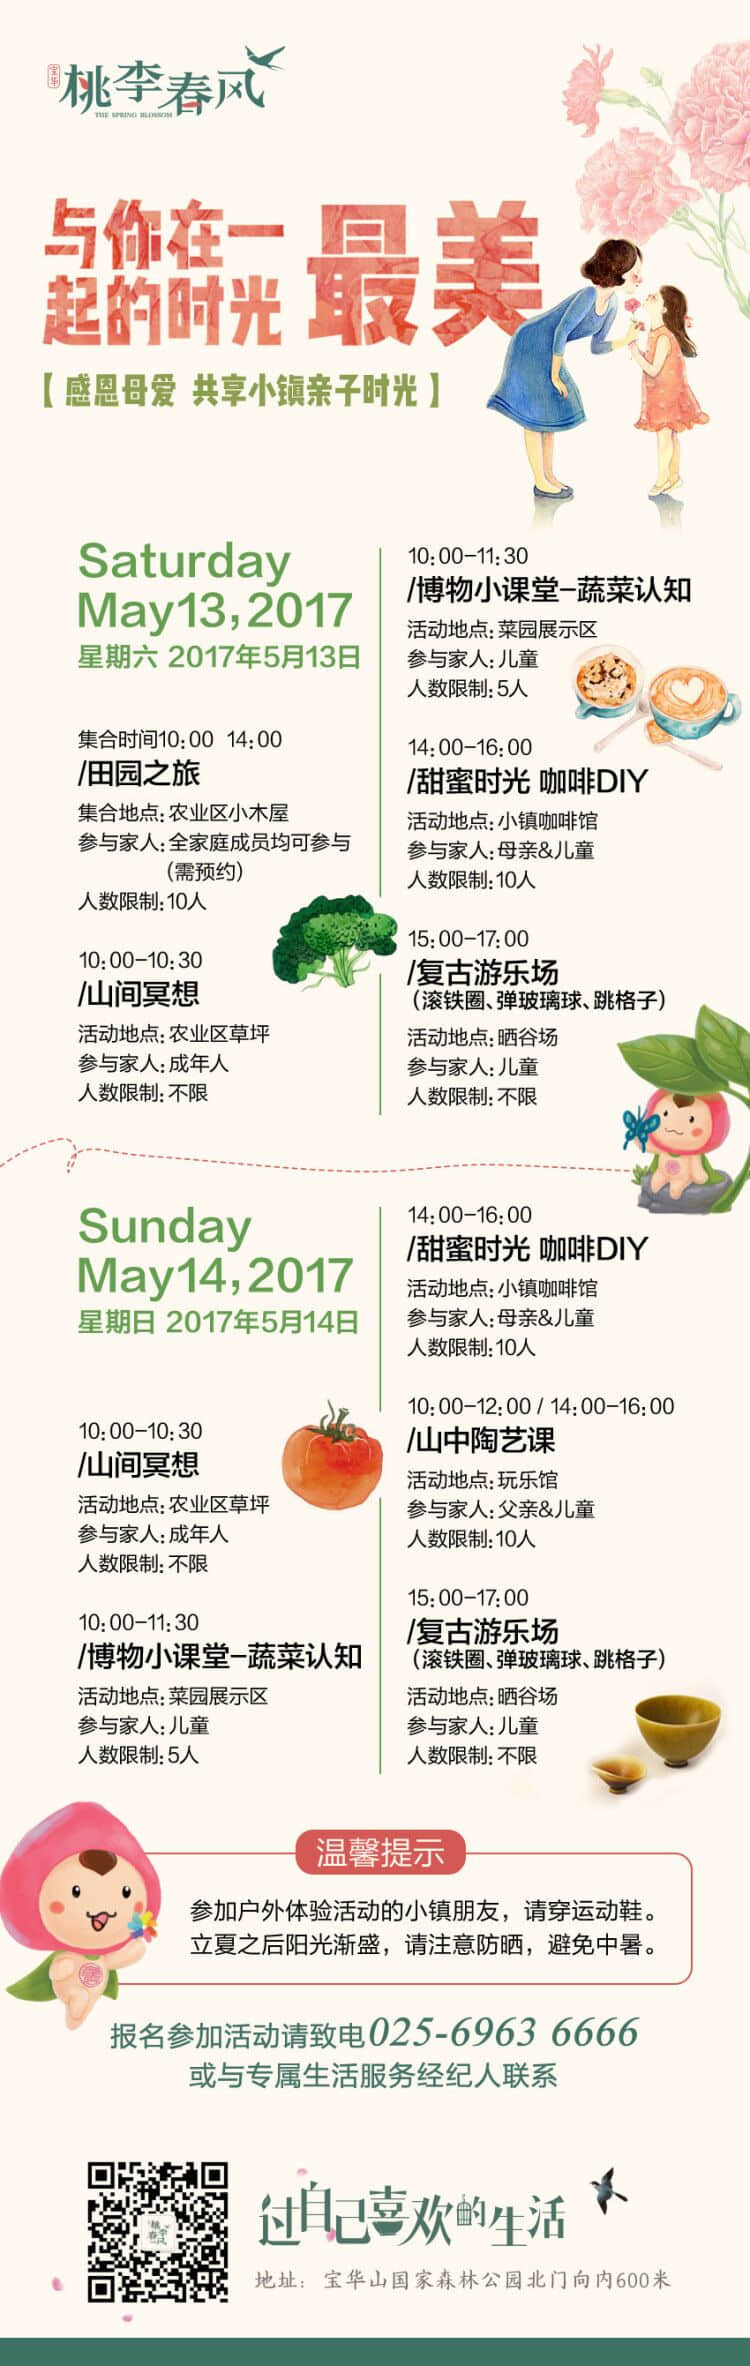 宝华
桃李春风
THE SPRING BLOSSOM
与你在一
起的时光
最美
【感恩母爱 共享小镇亲子时光】
Saturday
May13,2017
星期六 2017年5月13日
集合时间10:00 14:00
/田园之旅
集合地点:农业区小木屋
参与家人:全家庭成员均可参与
(需预约)
人数限制:10人
10:00-10:30
/山间冥想
活动地点:农业区草坪
参与家人:成年人
人数限制:不限
10:00-11:30
/博物小课堂-蔬菜认知
活动地点:菜园展示区
参与家人:儿童
人数限制:5人
14:00-16:00
/甜蜜时光 咖啡DIY
活动地点:小镇咖啡馆
参与家人:母亲&儿童
人数限制:10人
15:00-17:00
/复古游乐场
(滚铁圈、弹玻璃球、跳格子)
活动地点:晒谷场
参与家人:儿童
人数限制:不限
Sunday
May14,2017
星期日 2017年5月14日
10:00-10:30
/山间冥想
活动地点:农业区草坪
参与家人:成年人
人数限制:不限
10:00-11:30
/博物小课堂-蔬菜认知
活动地点:菜园展示区
参与家人:儿童
人数限制:5人
14:00-16:00
/甜蜜时光 咖啡DIY
活动地点:小镇咖啡馆
参与家人:母亲&儿童
人数限制:10人
10:00-12:00 / 14:00-16:00
/山中陶艺课
活动地点:玩乐馆
参与家人:父亲&儿童
人数限制:10人
15:00-17:00
/复古游乐场
(滚铁圈、弹玻璃球、跳格子)
活动地点:晒谷场
参与家人:儿童
人数限制:不限
温馨提示
参加户外体验活动的小镇朋友，请穿运动鞋。
立夏之后阳光渐盛，请注意防晒，避免中暑。
报名参加活动请致电025-6963 6666
或与专属生活服务经纪人联系
桃李
春风
过自己喜欢的生活
地址：宝华山国家森林公园北门向内600米